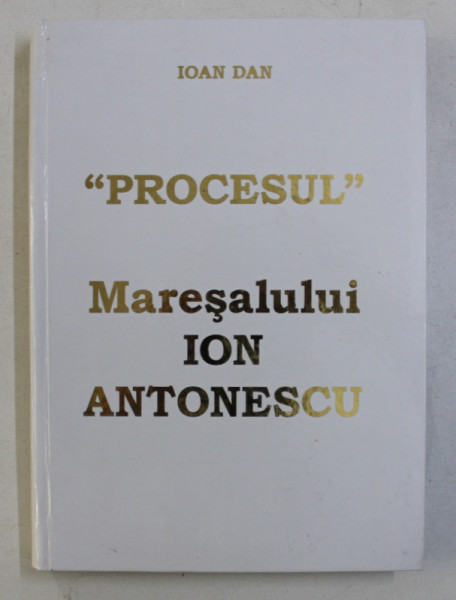 IOAN DAN
“PROCESUL”
Mareşalului
ION
ANTONESCU